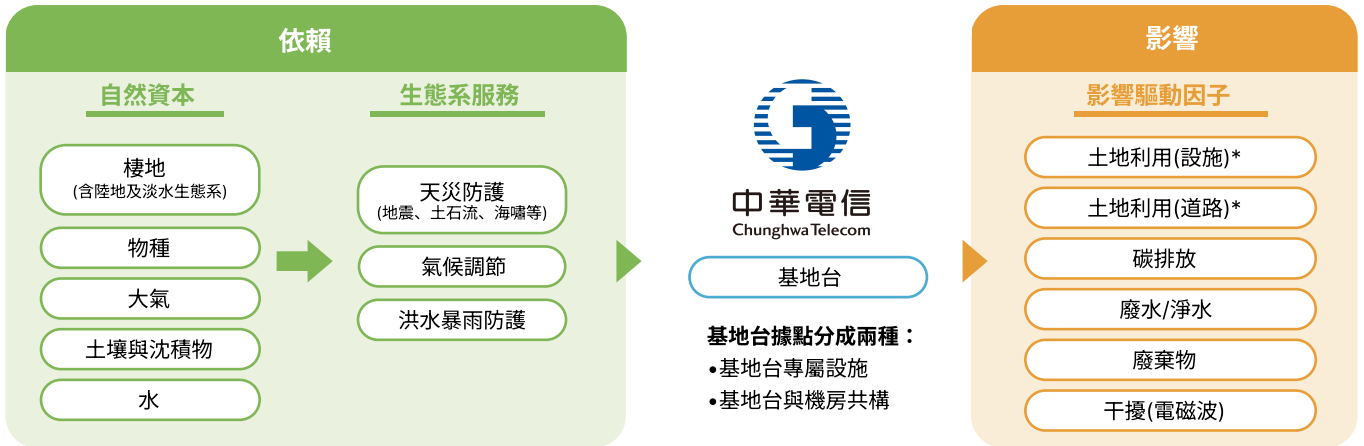 依賴
自然資本
棲地
(含陸地及淡水生態系)
物種
大氣
土壤與沈積物
水
生態系服務
天災防護
(地震、土石流、海嘯等)
氣候調節
洪水暴雨防護
中華電信
Chunghwa Telecom
基地台
基地台據點分成兩種：
•基地台專屬設施
•基地台與機房共構
影響
影響驅動因子
土地利用(設施)*
土地利用(道路)*
碳排放
廢水/淨水
廢棄物
干擾(電磁波)